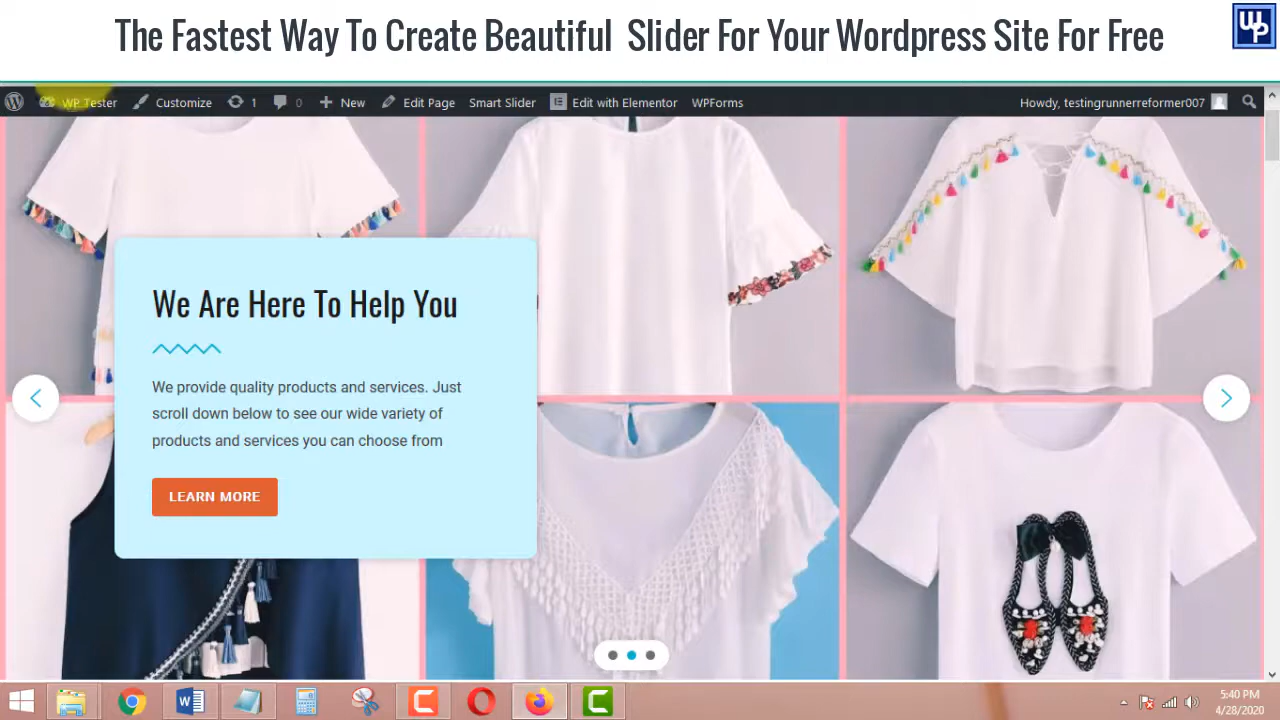 The Fastest Way To Create Beautiful Slider For Your Wordpress Site For Free
WP
WP Tester Customize 1 0 New Edit Page Smart Slider Edit with Elementor WPForms Howdy, testingrunnerreformer007
We Are Here To Help You
We provide quality products and services. Just
scroll down below to see our wide variety of
products and services you can choose from
LEARN MORE
5:40 PM
4/28/2020